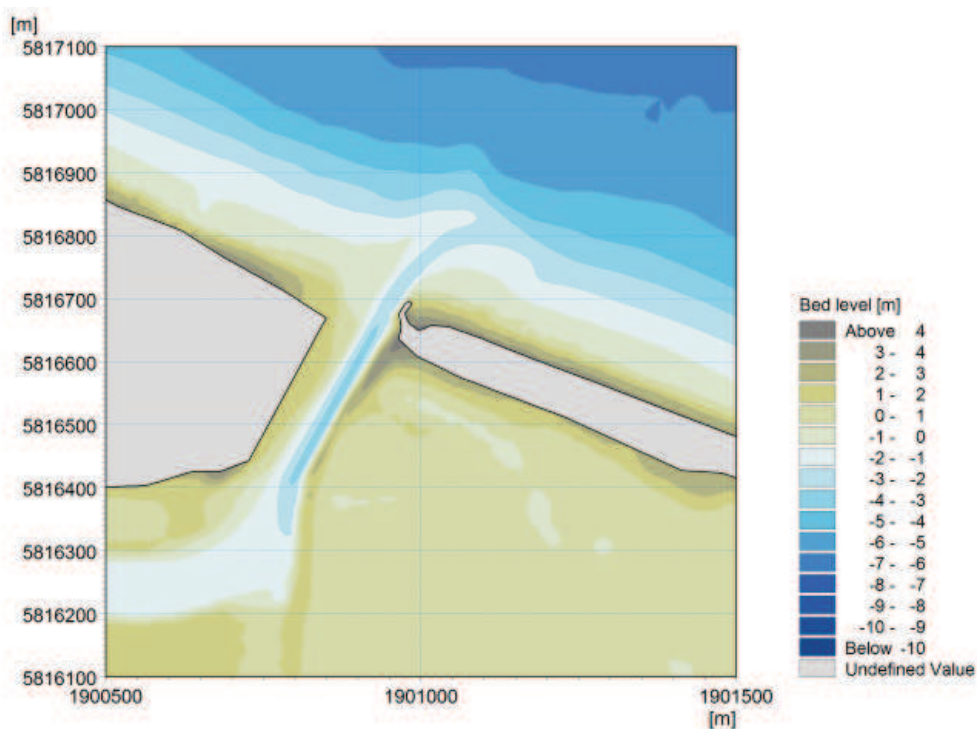 [m]
5817100
5817000
5816900
5816800
5816700
5816600
5816500
5816400
5816300
5816200
5816100
1900500 1901000 1901500
[m]
Bed level [m]
Above 4
3 - 4
2 - 3
1 - 2
0 - 1
-1 - 0
-2 - -1
-3 - -2
-4 - -3
-5 - -4
-6 - -5
-7 - -6
-8 - -7
-9 - -8
-10 - -9
Below -10
Undefined Value